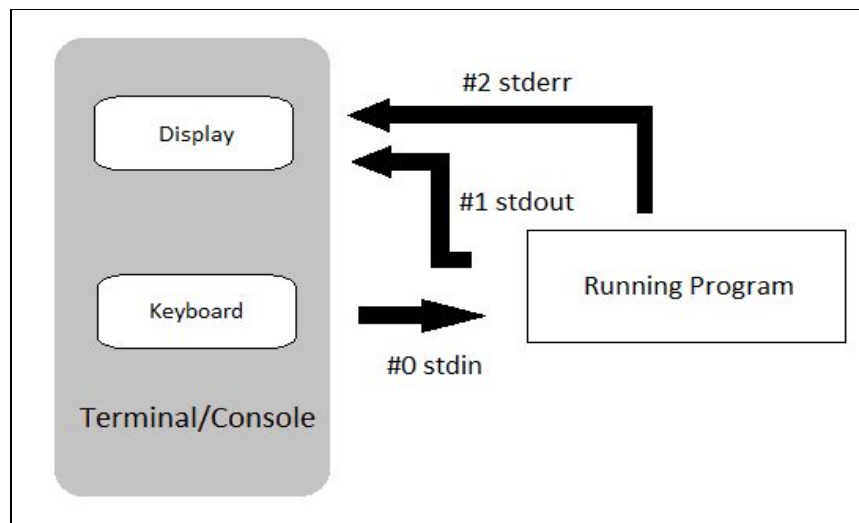 #2 stderr
Display
#1 stdout
Running Program
Keyboard
#0 stdin
Terminal/Console